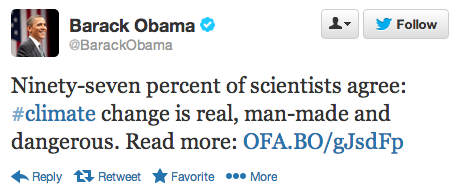 Barack Obama
@BarackObama
Follow
Ninety-seven percent of scientists agree:
#climate change is real, man-made and
dangerous. Read more: OFA.BO/gJsdFp
Reply Retweet Favorite More